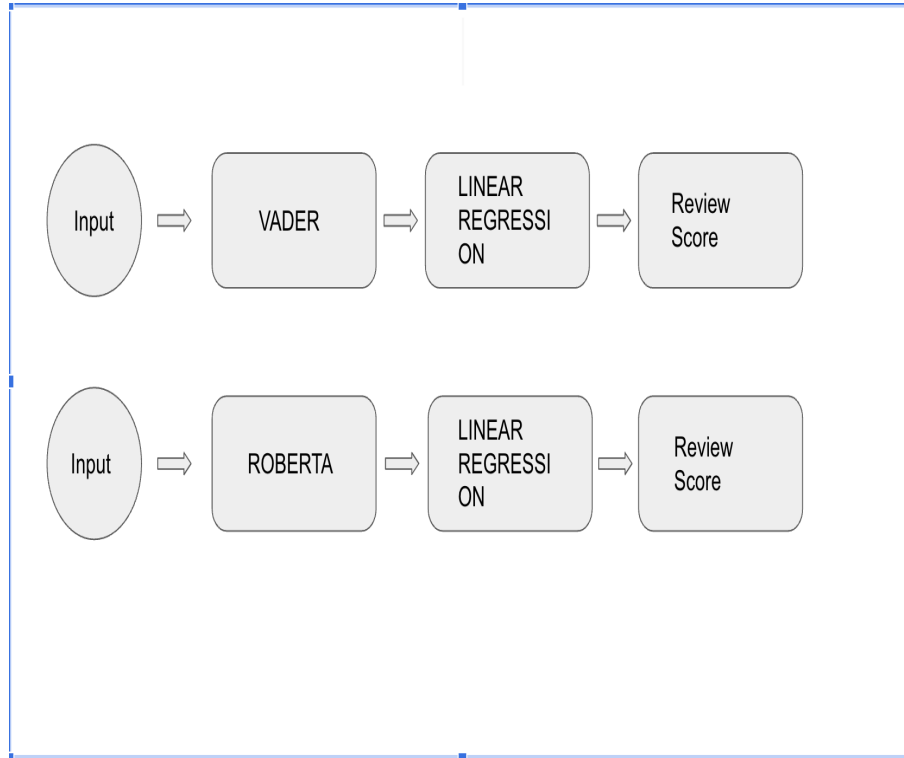 Input
VADER
LINEAR
REGRESSI
ON
Review
Score
Input
ROBERTA
LINEAR
REGRESSI
ON
Review
Score